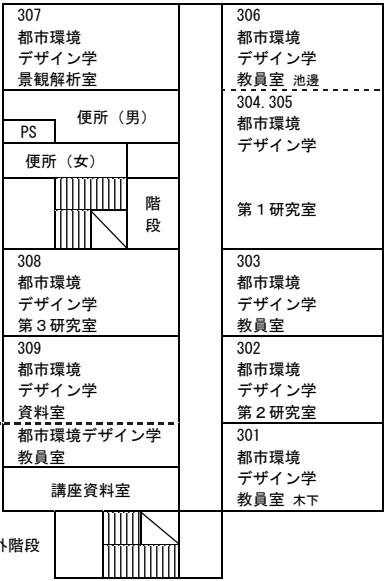 307
都市環境
デザイン学
景観解析室
便所（男）
PS
便所（女）
階
段
308
都市環境
デザイン学
第３研究室
309
都市環境
デザイン学
資料室
都市環境デザイン学
教員室
講座資料室
外階段
306
都市環境
デザイン学
教員室 池邊
304.305
都市環境
デザイン学
第１研究室
303
都市環境
デザイン学
教員室
302
都市環境
デザイン学
第２研究室
301
都市環境
デザイン学
教員室 木下